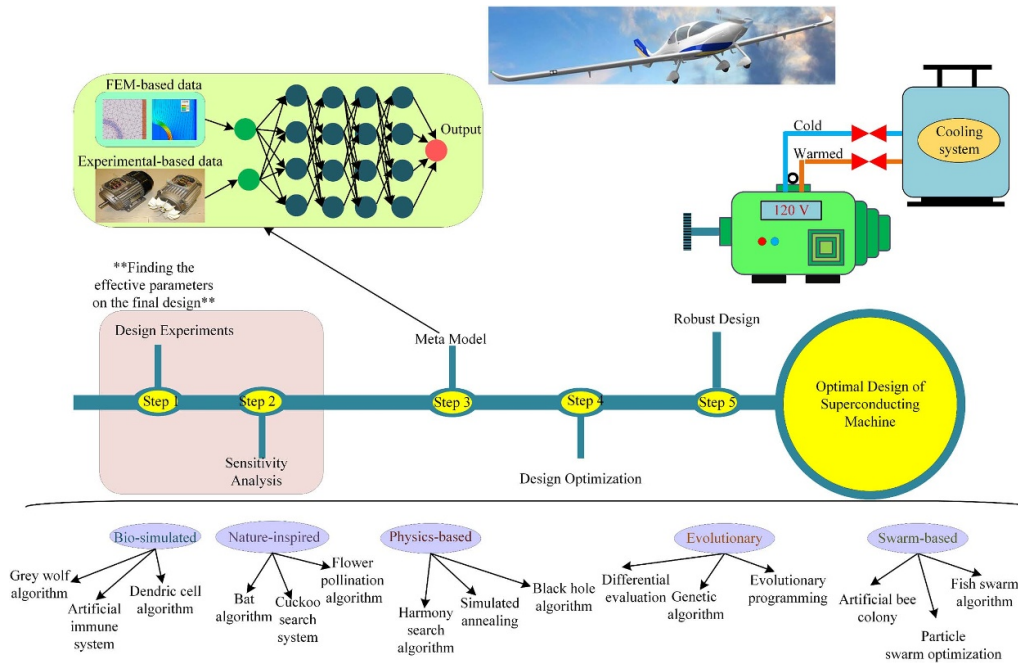 FEM-based data
Experimental-based data
Output
Cold
Warmed
Cooling
system
120 V
**Finding the
effective parameters
on the final design**
Design Experiments
Meta Model
Robust Design
Step 1
Step 2
Step 3
Step 4
Step 5
Optimal Design of
Superconducting
Machine
Sensitivity
Analysis
Design Optimization
Bio-simulated
Nature-inspired
Physics-based
Evolutionary
Swarm-based
Grey wolf
algorithm
Artificial
immune
system
Dendric cell
algorithm
Bat
algorithm
Cuckoo
search
system
Flower
pollination
algorithm
Harmony
search
algorithm
Simulated
annealing
Black hole
algorithm
Differential
evaluation
Genetic
algorithm
Evolutionary
programming
Artificial bee
colony
Particle
swarm optimization
Fish swarm
algorithm